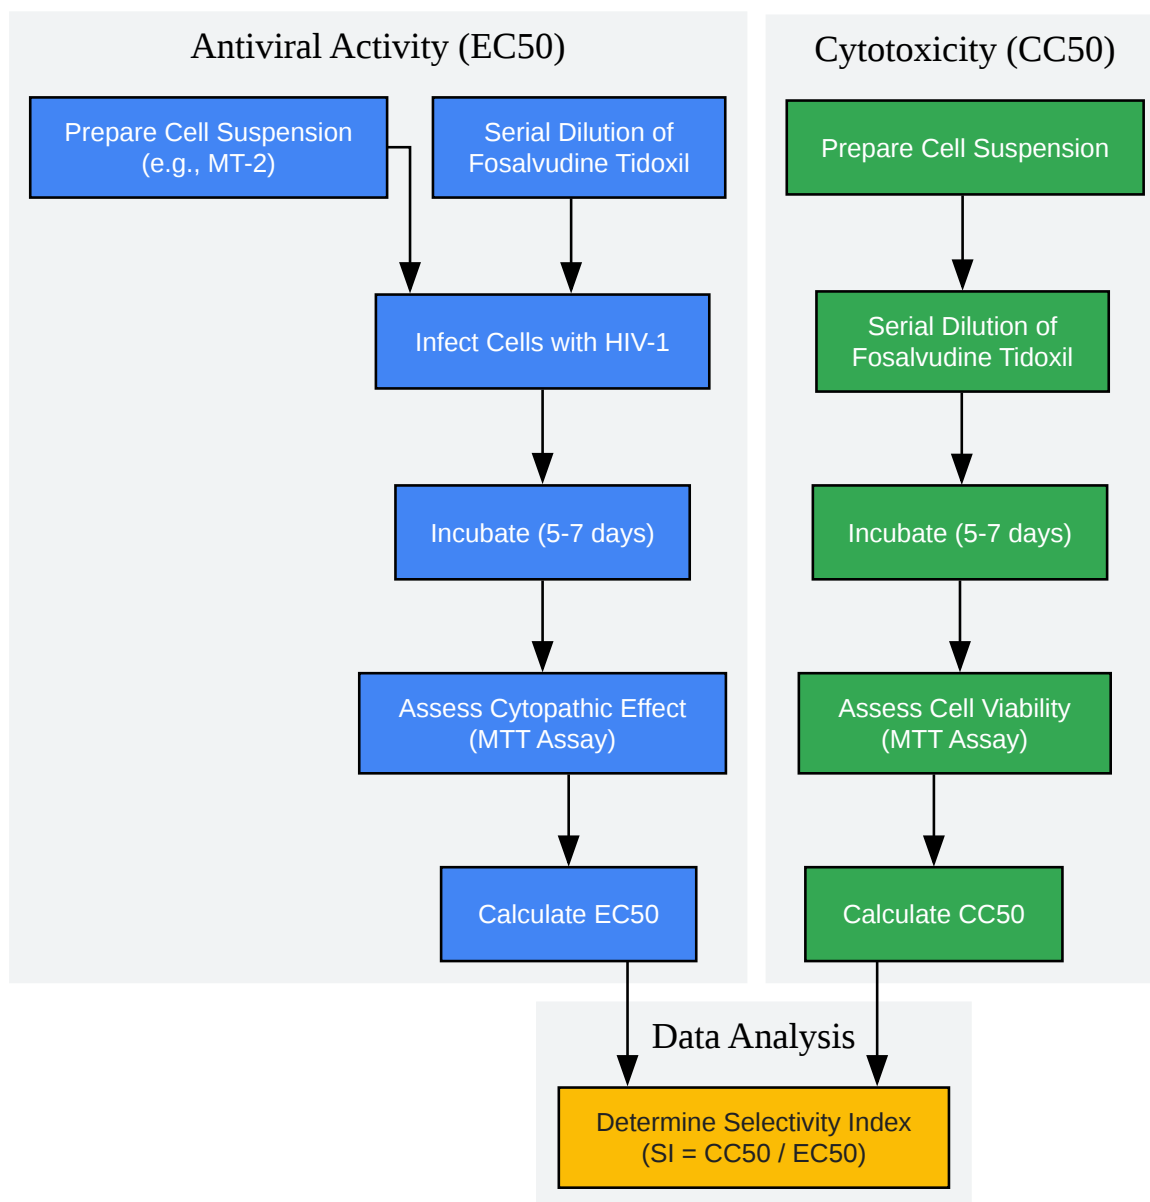 Antiviral Activity (EC50)
Prepare Cell Suspension
(e.g., MT-2)
Serial Dilution of
Fosalvudine Tidoxil
Infect Cells with HIV-1
Incubate (5-7 days)
Assess Cytopathic Effect
(MTT Assay)
Calculate EC50
Cytotoxicity (CC50)
Prepare Cell Suspension
Serial Dilution of
Fosalvudine Tidoxil
Incubate (5-7 days)
Assess Cell Viability
(MTT Assay)
Calculate CC50
Data Analysis
Determine Selectivity Index
(SI = CC50 / EC50)